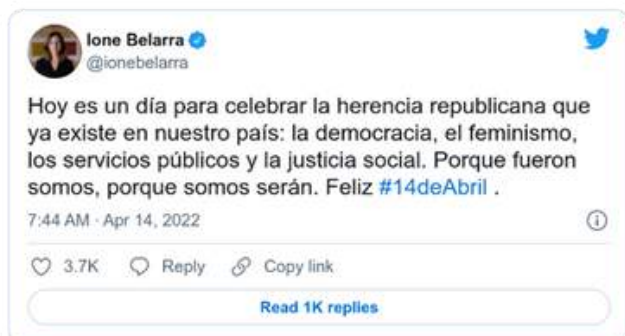 Ione Belarra
@ionebelarra
Hoy es un día para celebrar la herencia republicana que
ya existe en nuestro país: la democracia, el feminismo,
los servicios públicos y la justicia social. Porque fueron
somos, porque somos serán. Feliz #14deAbril .
7:44 AM · Apr 14, 2022
3.7K Reply Copy link
Read 1K replies